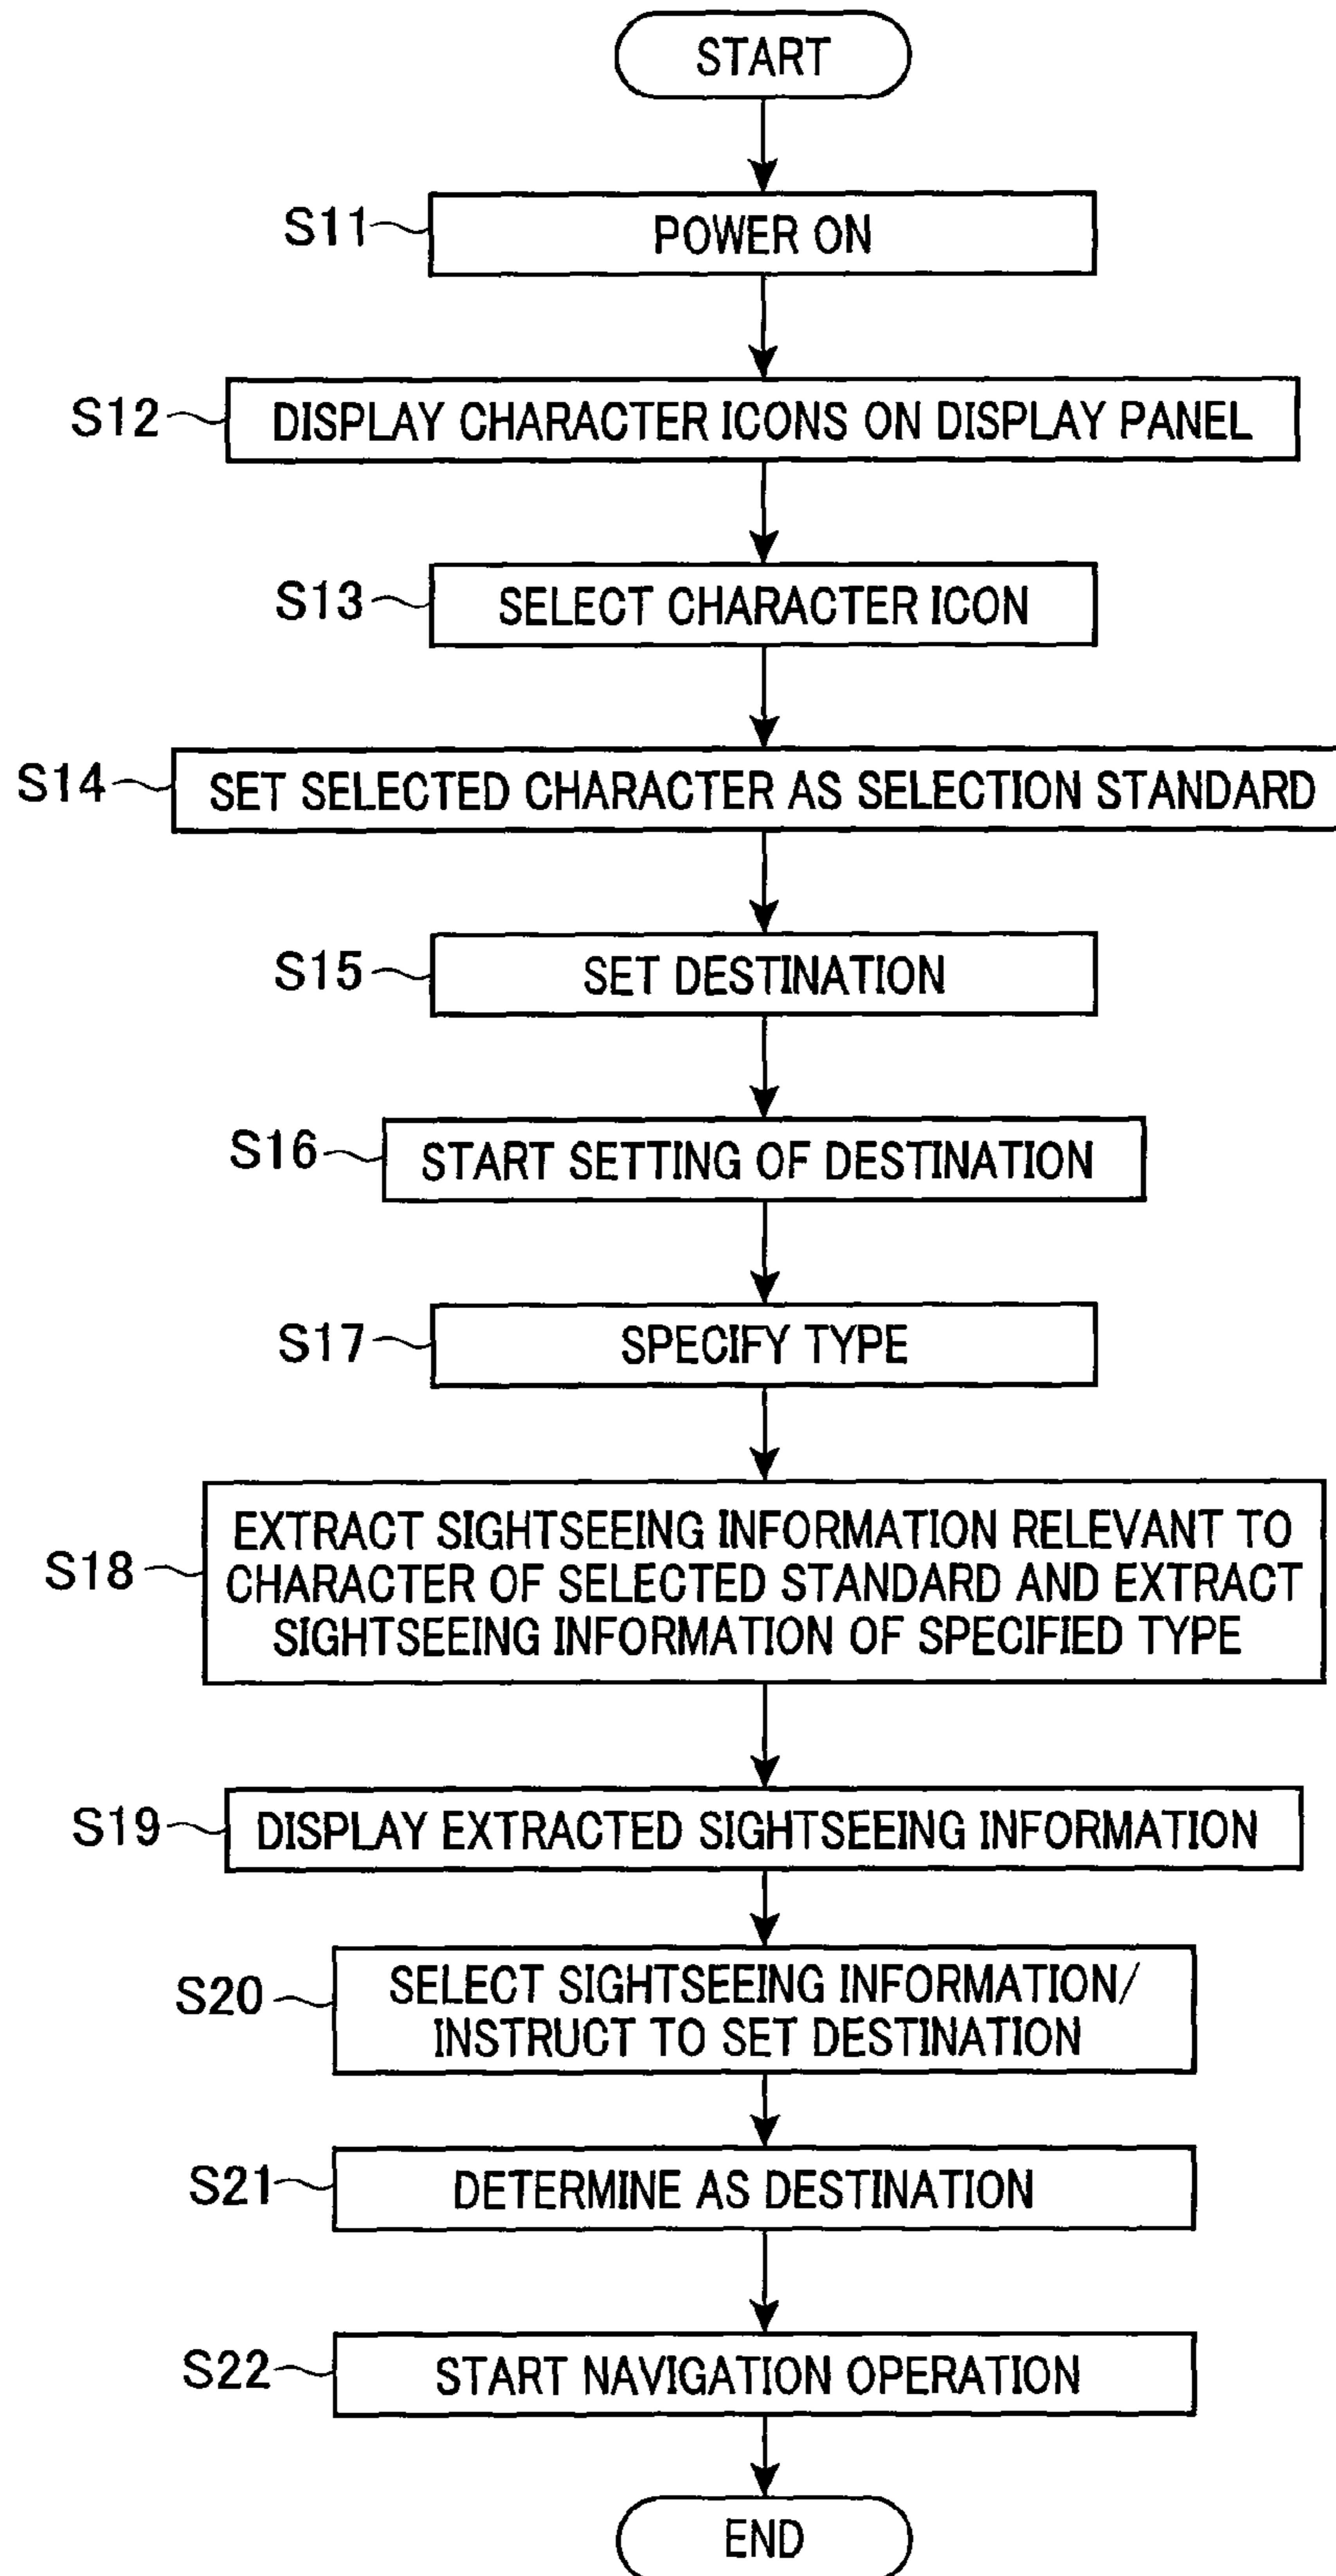 START
S11
POWER ON
S12
DISPLAY CHARACTER ICONS ON DISPLAY PANEL
S13
SELECT CHARACTER ICON
S14
SET SELECTED CHARACTER AS SELECTION STANDARD
S15
SET DESTINATION
S16
START SETTING OF DESTINATION
S17
SPECIFY TYPE
S18
EXTRACT SIGHTSEEING INFORMATION RELEVANT TO
CHARACTER OF SELECTED STANDARD AND EXTRACT
SIGHTSEEING INFORMATION OF SPECIFIED TYPE
S19
DISPLAY EXTRACTED SIGHTSEEING INFORMATION
S20
SELECT SIGHTSEEING INFORMATION/
INSTRUCT TO SET DESTINATION
S21
DETERMINE AS DESTINATION
S22
START NAVIGATION OPERATION
END